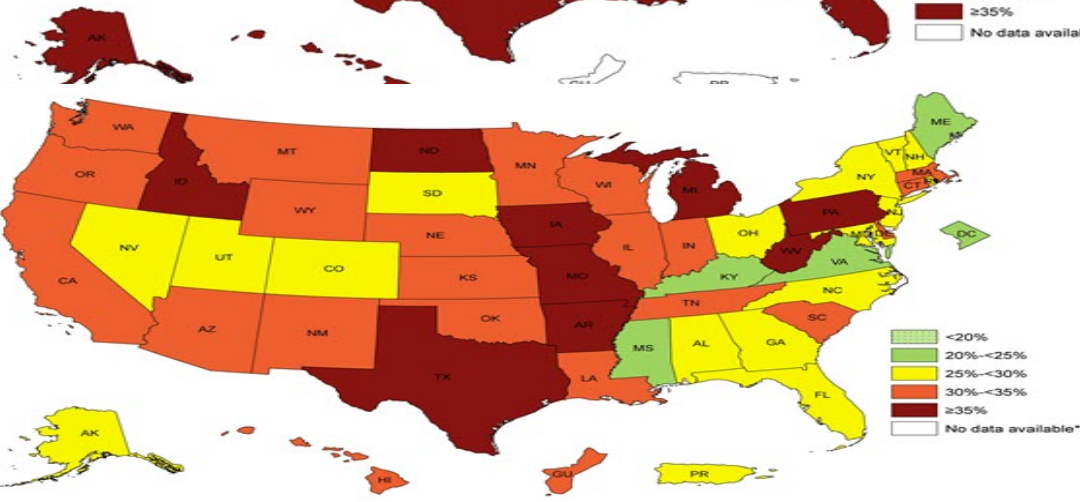 ≥35%
No data availa
AK
ME
WA
MT
ND
MN
VT
NH
OR
ID
SD
WI
MI
NY
MA
CT
WY
IA
PA
NJ
NE
OH
DC
NV
UT
CO
IL
IN
WV
VA
CA
KS
MO
KY
NC
AZ
NM
OK
TN
SC
AR
MS
AL
GA
<20%
20%-<25%
25%-<30%
30%-<35%
≥35%
No data available*
TX
LA
FL
AK
HI
GU
PR